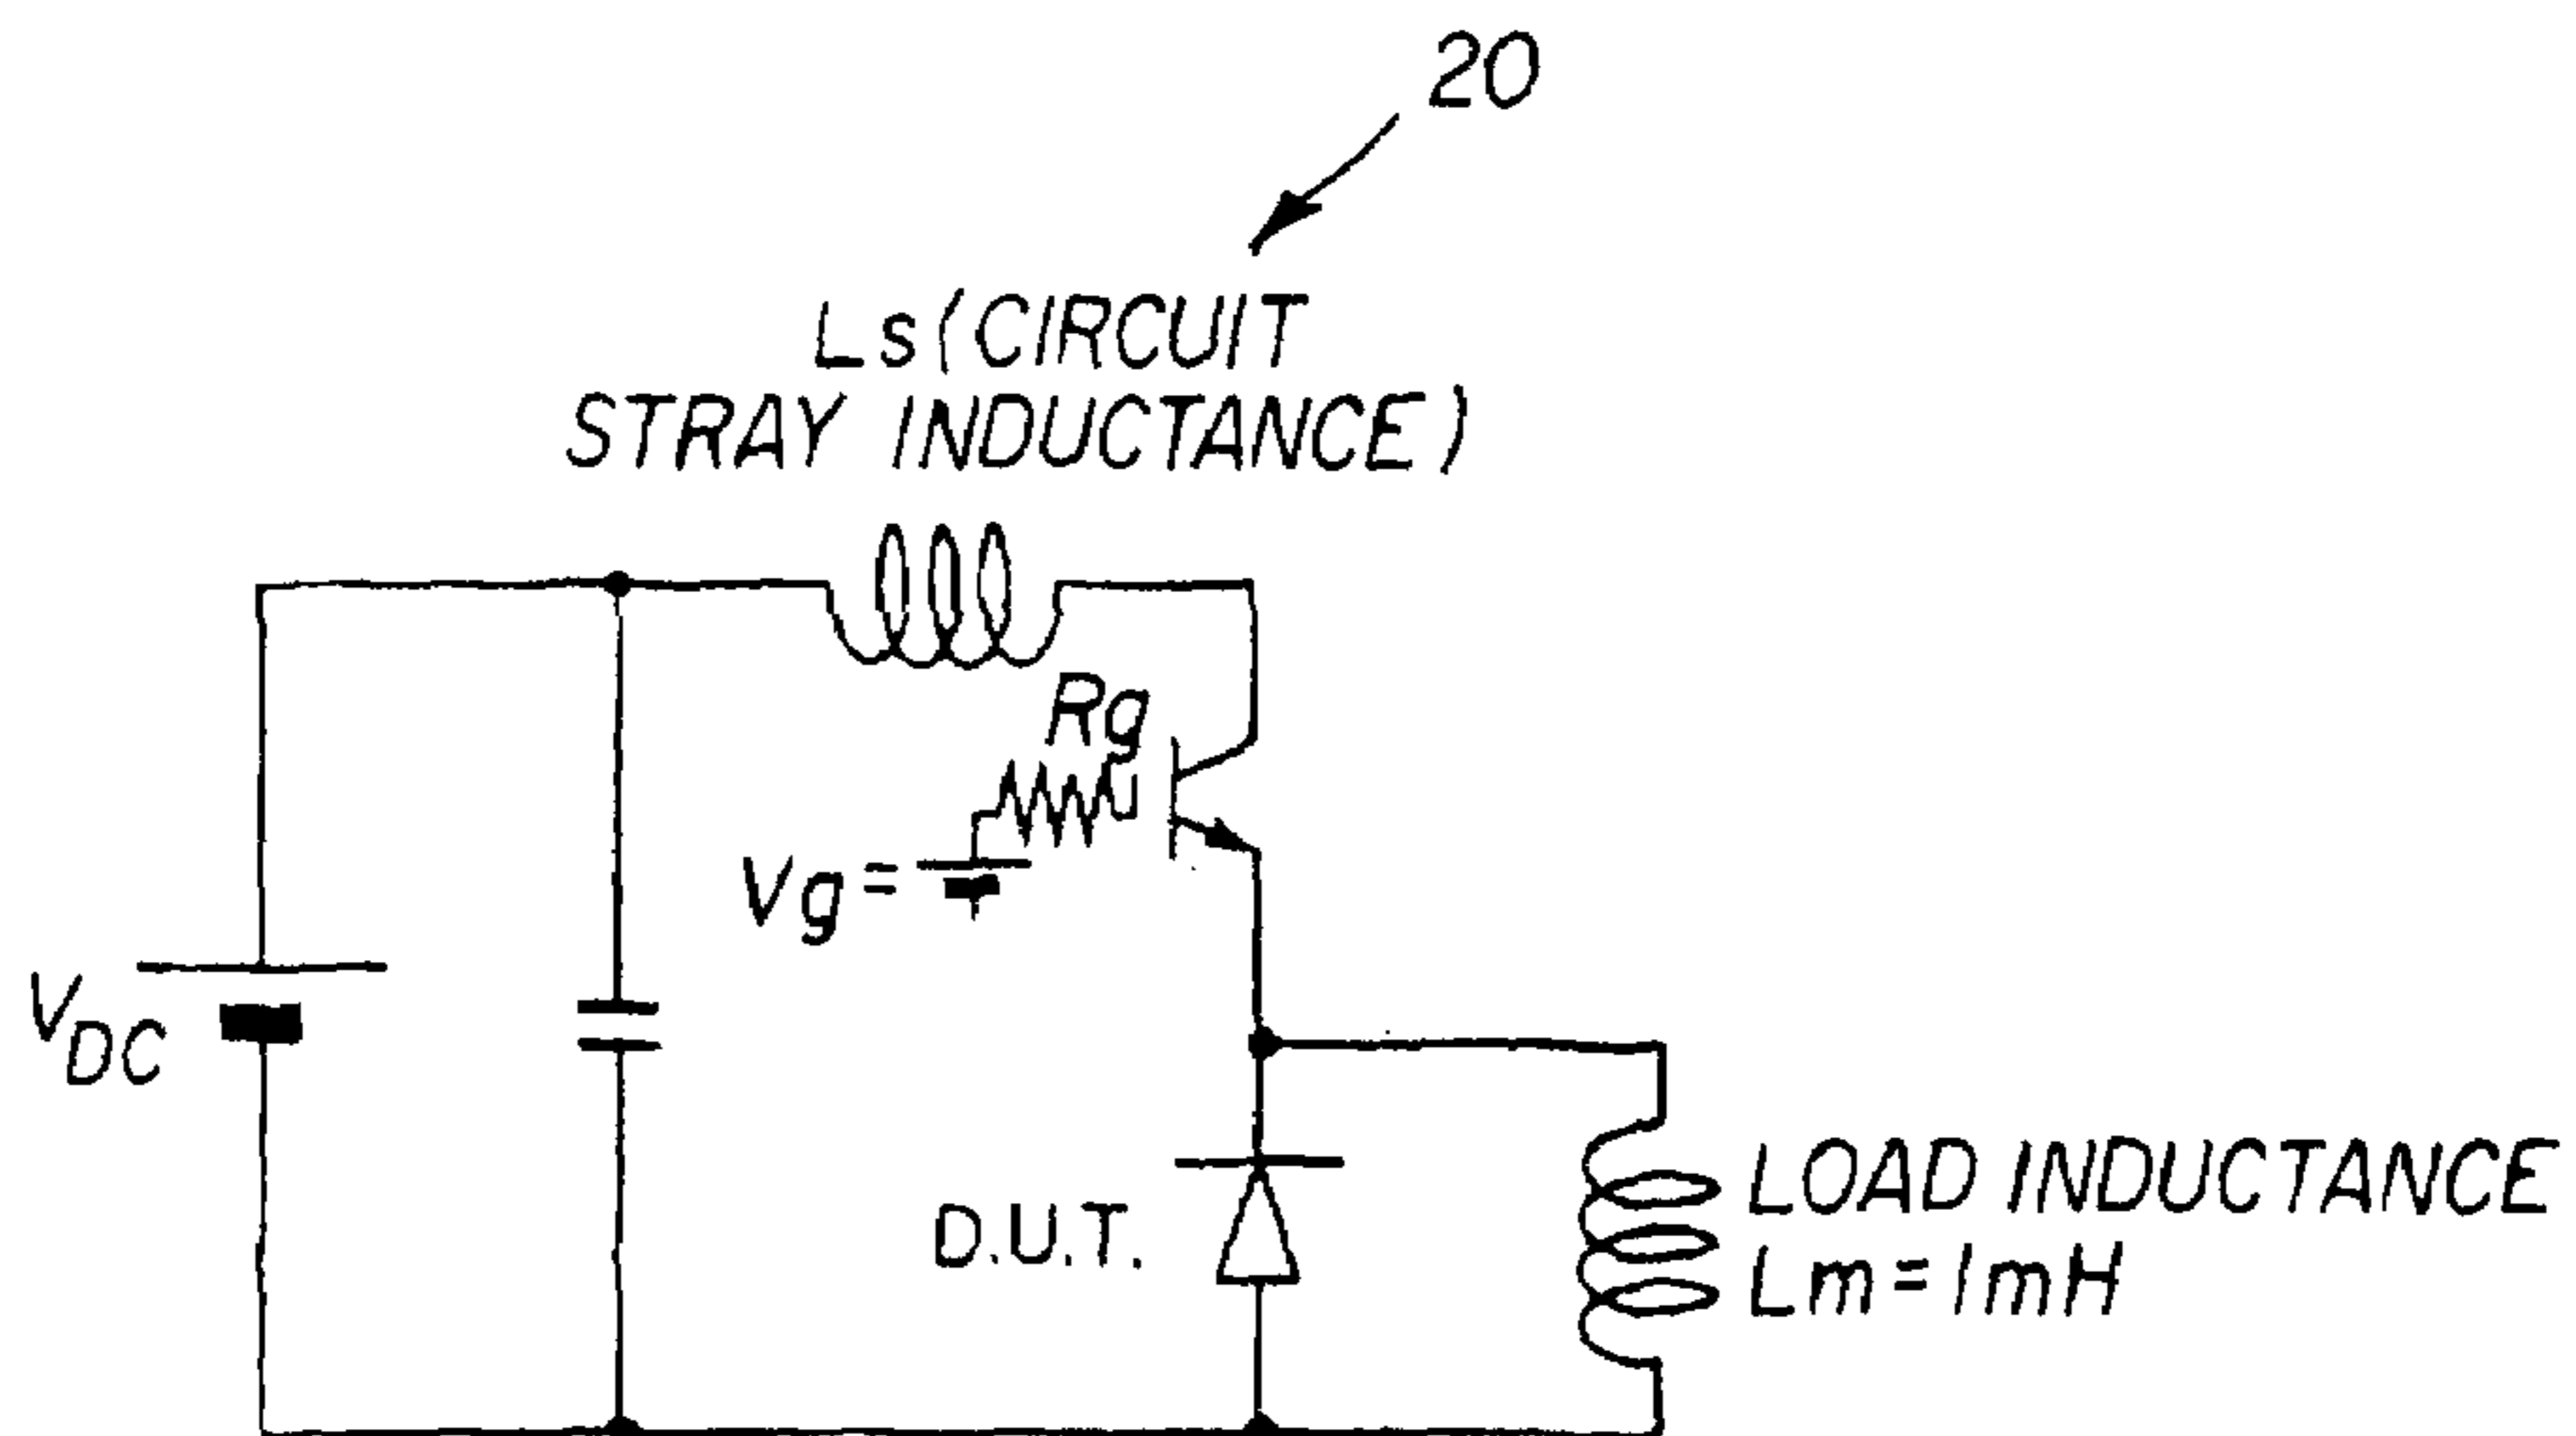 20
Ls (CIRCUIT
STRAY INDUCTANCE)
Rg
Vg =
VDC
D.U.T.
LOAD INDUCTANCE
Lm = 1mH